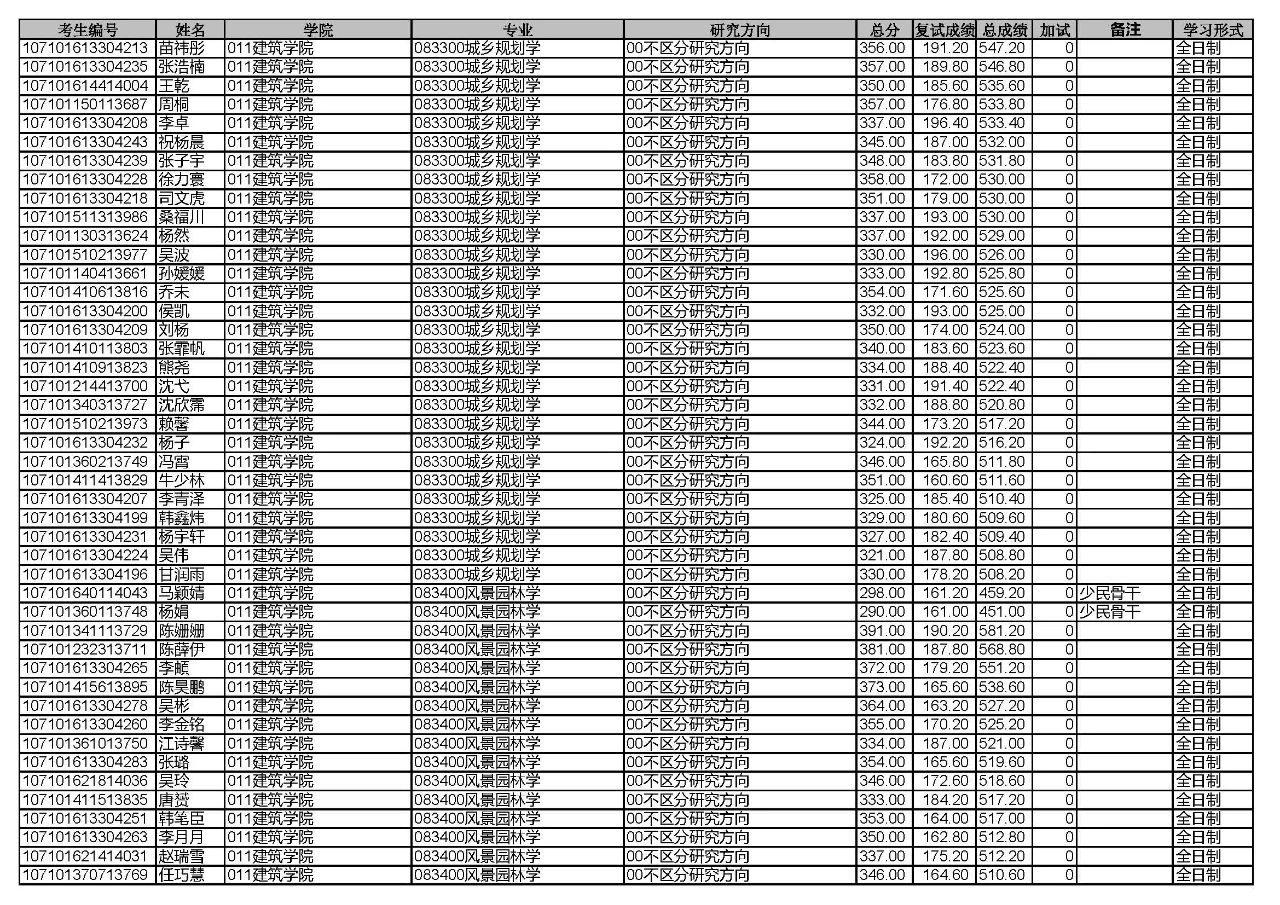 考生编号 姓名 学院 专业 研究方向 总分 复试成绩 总成绩 加试 备注 学习形式
107101613304213 苗祎彤 011建筑学院 083300城乡规划学 00不区分研究方向 356.00 191.20 547.20 0 全日制
107101613304235 张浩楠 011建筑学院 083300城乡规划学 00不区分研究方向 357.00 189.80 546.80 0 全日制
107101614414004 王乾 011建筑学院 083300城乡规划学 00不区分研究方向 350.00 185.60 535.60 0 全日制
107101150113687 周桐 011建筑学院 083300城乡规划学 00不区分研究方向 357.00 176.80 533.80 0 全日制
107101613304208 李卓 011建筑学院 083300城乡规划学 00不区分研究方向 337.00 196.40 533.40 0 全日制
107101613304243 祝杨晨 011建筑学院 083300城乡规划学 00不区分研究方向 345.00 187.00 532.00 0 全日制
107101613304239 张子宇 011建筑学院 083300城乡规划学 00不区分研究方向 348.00 183.80 531.80 0 全日制
107101613304228 徐力寰 011建筑学院 083300城乡规划学 00不区分研究方向 358.00 172.00 530.00 0 全日制
107101613304218 司文虎 011建筑学院 083300城乡规划学 00不区分研究方向 351.00 179.00 530.00 0 全日制
107101511313986 桑福川 011建筑学院 083300城乡规划学 00不区分研究方向 337.00 193.00 530.00 0 全日制
107101130313624 杨然 011建筑学院 083300城乡规划学 00不区分研究方向 337.00 192.00 529.00 0 全日制
107101510213977 吴波 011建筑学院 083300城乡规划学 00不区分研究方向 330.00 196.00 526.00 0 全日制
107101140413661 孙媛媛 011建筑学院 083300城乡规划学 00不区分研究方向 333.00 192.80 525.80 0 全日制
107101410613816 乔未 011建筑学院 083300城乡规划学 00不区分研究方向 354.00 171.60 525.60 0 全日制
107101613304200 侯凯 011建筑学院 083300城乡规划学 00不区分研究方向 332.00 193.00 525.00 0 全日制
107101613304209 刘杨 011建筑学院 083300城乡规划学 00不区分研究方向 350.00 174.00 524.00 0 全日制
107101410113803 张霏帆 011建筑学院 083300城乡规划学 00不区分研究方向 340.00 183.60 523.60 0 全日制
107101410913823 熊尧 011建筑学院 083300城乡规划学 00不区分研究方向 334.00 188.40 522.40 0 全日制
107101214413700 沈弋 011建筑学院 083300城乡规划学 00不区分研究方向 331.00 191.40 522.40 0 全日制
107101340313727 沈欣霈 011建筑学院 083300城乡规划学 00不区分研究方向 332.00 188.80 520.80 0 全日制
107101510213973 赖馨 011建筑学院 083300城乡规划学 00不区分研究方向 344.00 173.20 517.20 0 全日制
107101613304232 杨子 011建筑学院 083300城乡规划学 00不区分研究方向 324.00 192.20 516.20 0 全日制
107101360213749 冯霄 011建筑学院 083300城乡规划学 00不区分研究方向 346.00 165.80 511.80 0 全日制
107101411413829 牛少林 011建筑学院 083300城乡规划学 00不区分研究方向 351.00 160.60 511.60 0 全日制
107101613304207 李青泽 011建筑学院 083300城乡规划学 00不区分研究方向 325.00 185.40 510.40 0 全日制
107101613304199 韩鑫炜 011建筑学院 083300城乡规划学 00不区分研究方向 329.00 180.60 509.60 0 全日制
107101613304231 杨宇轩 011建筑学院 083300城乡规划学 00不区分研究方向 327.00 182.40 509.40 0 全日制
107101613304224 吴伟 011建筑学院 083300城乡规划学 00不区分研究方向 321.00 187.80 508.80 0 全日制
107101613304196 甘润雨 011建筑学院 083300城乡规划学 00不区分研究方向 330.00 178.20 508.20 0 全日制
107101640114043 马颖婧 011建筑学院 083400风景园林学 00不区分研究方向 298.00 161.20 459.20 0 少民骨干 全日制
107101360113748 杨娟 011建筑学院 083400风景园林学 00不区分研究方向 290.00 161.00 451.00 0 少民骨干 全日制
107101341113729 陈姗姗 011建筑学院 083400风景园林学 00不区分研究方向 391.00 190.20 581.20 0 全日制
107101232313711 陈薛伊 011建筑学院 083400风景园林学 00不区分研究方向 381.00 187.80 568.80 0 全日制
107101613304265 李 011建筑学院 083400风景园林学 00不区分研究方向 372.00 179.20 551.20 0 全日制
107101415613895 陈昊鹏 011建筑学院 083400风景园林学 00不区分研究方向 373.00 165.60 538.60 0 全日制
107101613304278 吴彬 011建筑学院 083400风景园林学 00不区分研究方向 364.00 163.20 527.20 0 全日制
107101613304260 李金铭 011建筑学院 083400风景园林学 00不区分研究方向 355.00 170.20 525.20 0 全日制
107101361013750 江诗馨 011建筑学院 083400风景园林学 00不区分研究方向 334.00 187.00 521.00 0 全日制
107101613304283 张璐 011建筑学院 083400风景园林学 00不区分研究方向 354.00 165.60 519.60 0 全日制
107101621814036 吴玲 011建筑学院 083400风景园林学 00不区分研究方向 346.00 172.60 518.60 0 全日制
107101411513835 唐赟 011建筑学院 083400风景园林学 00不区分研究方向 333.00 184.20 517.20 0 全日制
107101613304251 韩笔臣 011建筑学院 083400风景园林学 00不区分研究方向 353.00 164.00 517.00 0 全日制
107101613304263 李月月 011建筑学院 083400风景园林学 00不区分研究方向 350.00 162.80 512.80 0 全日制
107101621414031 赵瑞雪 011建筑学院 083400风景园林学 00不区分研究方向 337.00 175.20 512.20 0 全日制
107101370713769 任巧慧 011建筑学院 083400风景园林学 00不区分研究方向 346.00 164.60 510.60 0 全日制